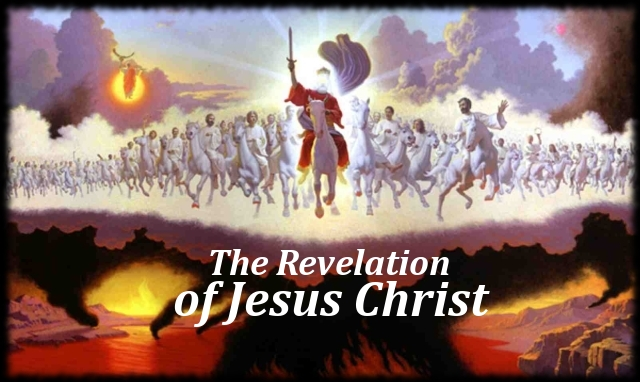 The Revelation
of Jesus Christ